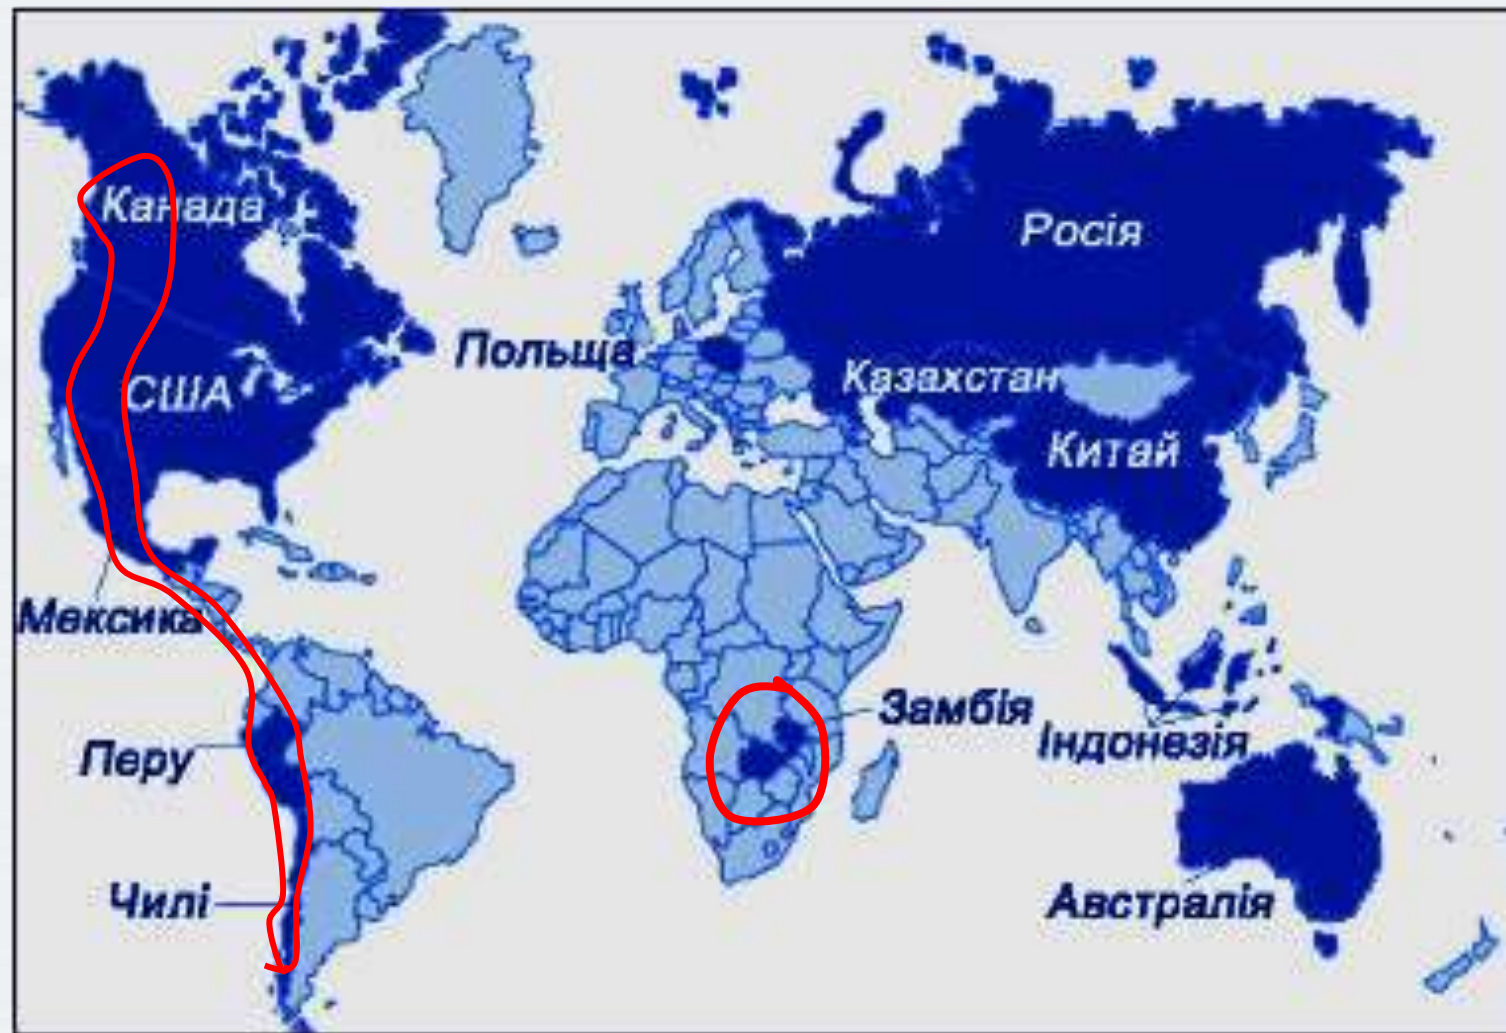 Канада
Росія
Польща
Казахстан
США
Китай
Мексика
Замбія
Індонезія
Перу
Чилі
Австралія